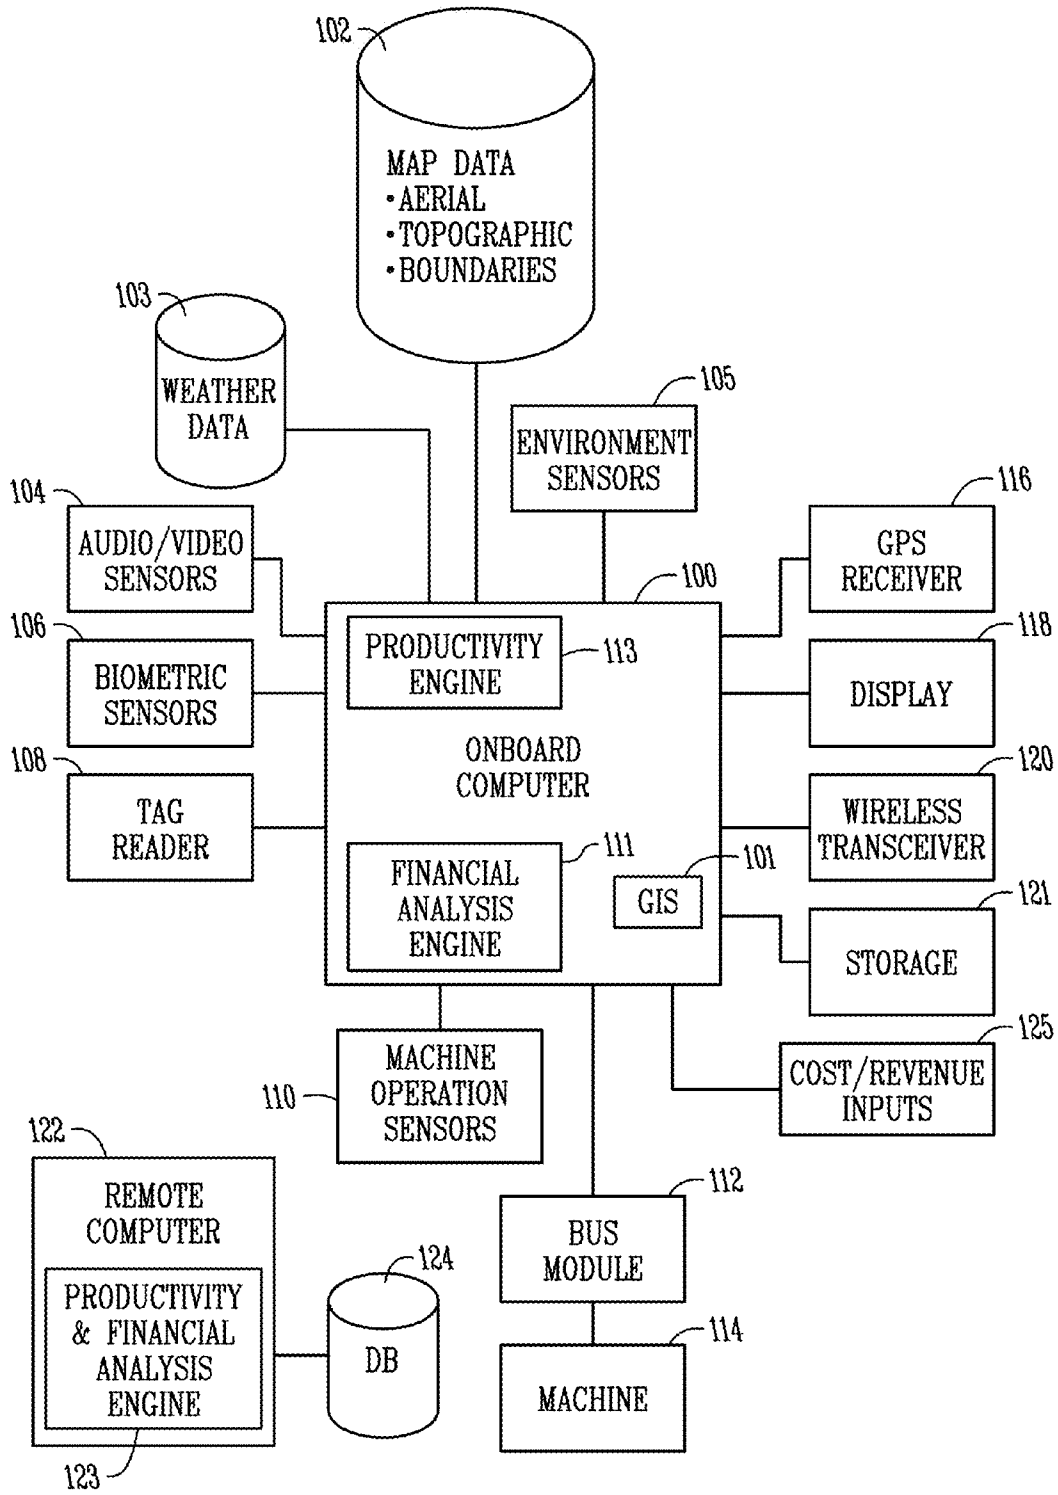 102
MAP DATA
•AERIAL
•TOPOGRAPHIC
•BOUNDARIES
103
WEATHER
DATA
105
ENVIRONMENT
SENSORS
104
AUDIO/VIDEO
SENSORS
116
GPS
RECEIVER
100
106
BIOMETRIC
SENSORS
PRODUCTIVITY
ENGINE
113
118
DISPLAY
ONBOARD
COMPUTER
108
TAG
READER
120
WIRELESS
TRANSCEIVER
111
FINANCIAL
ANALYSIS
ENGINE
101
GIS
121
STORAGE
110
MACHINE
OPERATION
SENSORS
125
COST/REVENUE
INPUTS
122
REMOTE
COMPUTER
PRODUCTIVITY
& FINANCIAL
ANALYSIS
ENGINE
123
124
DB
112
BUS
MODULE
114
MACHINE